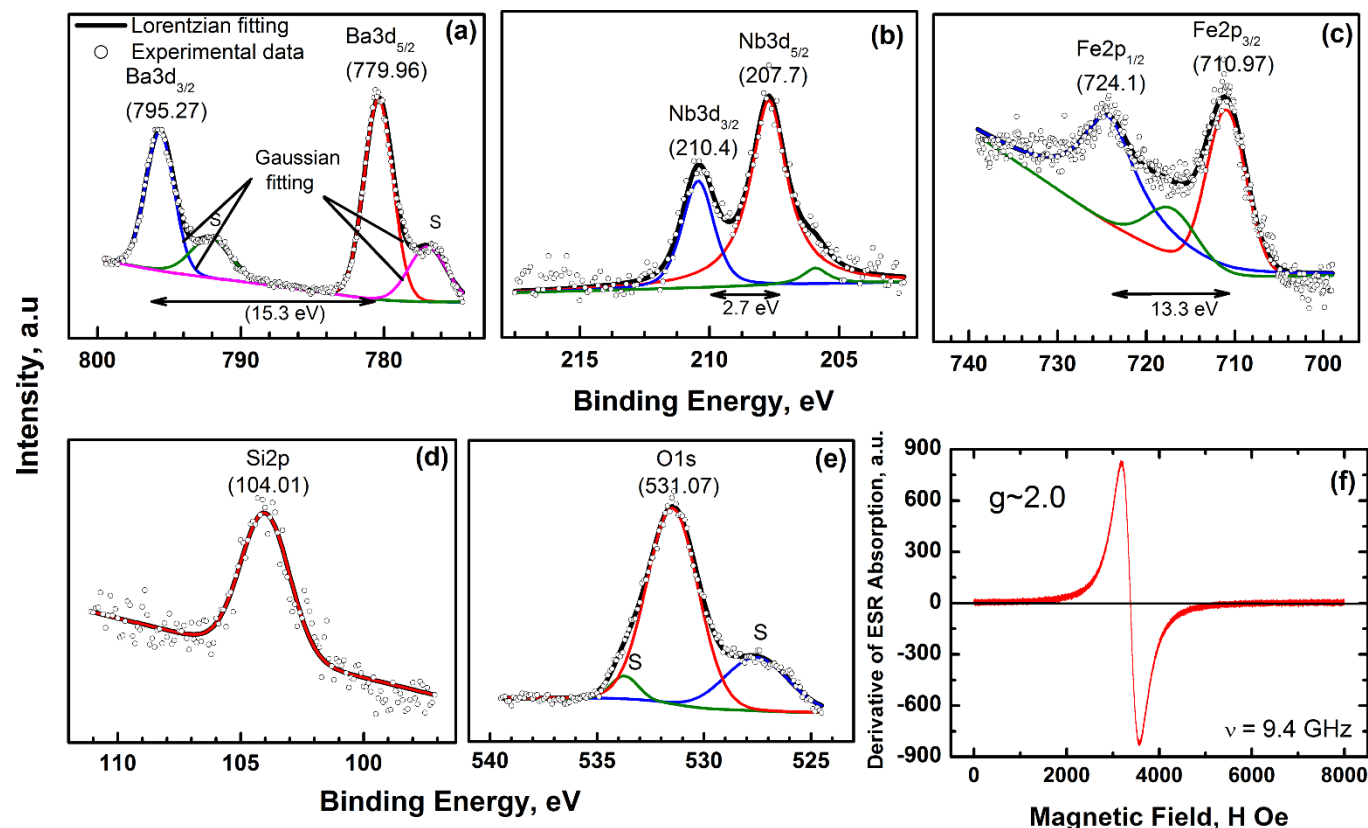 Intensity, a.u
(a)
Lorentzian fitting
Experimental data
Ba3d3/2
(795.27)
Ba3d5/2
(779.96)
Gaussian
fitting
S
S
(15.3 eV)
800 790 780
(b)
Nb3d5/2
(207.7)
Nb3d3/2
(210.4)
2.7 eV
215 210 205
(c)
Fe2p1/2
(724.1)
Fe2p3/2
(710.97)
13.3 eV
740 730 720 710 700
Binding Energy, eV
(d)
Si2p
(104.01)
110 105 100
(e)
O1s
(531.07)
S
S
540 535 530 525
Binding Energy, eV
(f)
Derivative of ESR Absorption, a.u.
900
600
300
0
-300
-600
-900
g~2.0
ν = 9.4 GHz
0 2000 4000 6000 8000
Magnetic Field, H Oe